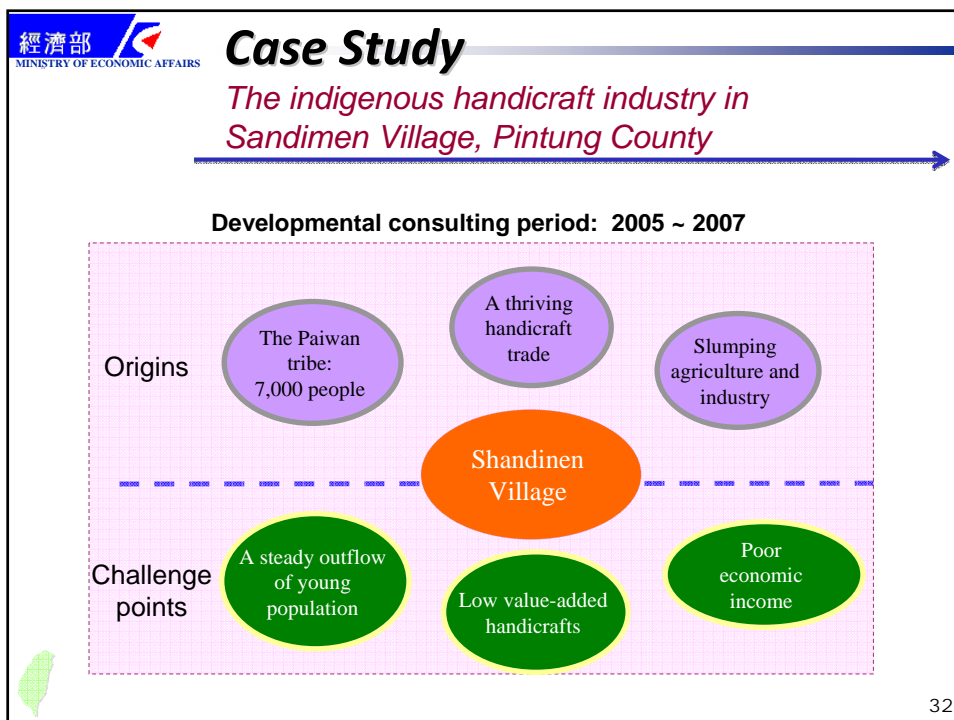 經濟部
MINISTRY OF ECONOMIC AFFAIRS
Case Study
The indigenous handicraft industry in
Sandimen Village, Pintung County
Developmental consulting period: 2005 ~ 2007
Origins
The Paiwan
tribe:
7,000 people
A thriving
handicraft
trade
Slumping
agriculture and
industry
Shandinen
Village
Challenge
points
A steady outflow
of young
population
Low value-added
handicrafts
Poor
economic
income
32